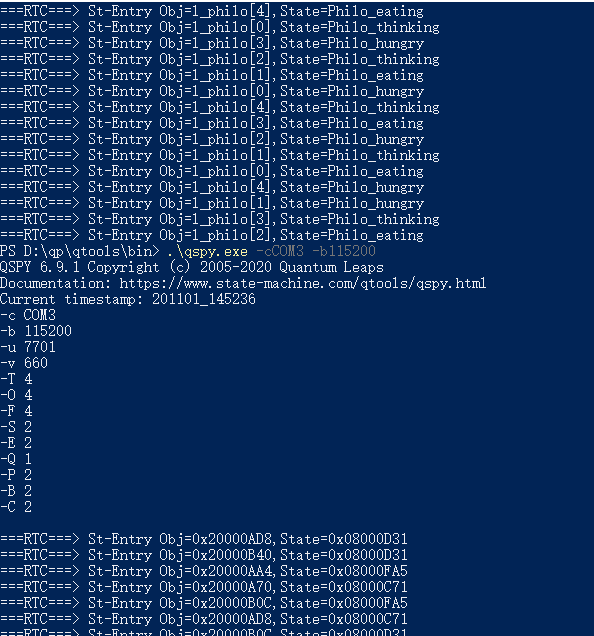 ===RTC===> St-Entry Obj=l_philo[4],State=Philo_eating
===RTC===> St-Entry Obj=l_philo[0],State=Philo_thinking
===RTC===> St-Entry Obj=l_philo[3],State=Philo_hungry
===RTC===> St-Entry Obj=l_philo[2],State=Philo_thinking
===RTC===> St-Entry Obj=l_philo[1],State=Philo_eating
===RTC===> St-Entry Obj=l_philo[0],State=Philo_hungry
===RTC===> St-Entry Obj=l_philo[4],State=Philo_thinking
===RTC===> St-Entry Obj=l_philo[3],State=Philo_eating
===RTC===> St-Entry Obj=l_philo[2],State=Philo_hungry
===RTC===> St-Entry Obj=l_philo[1],State=Philo_thinking
===RTC===> St-Entry Obj=l_philo[0],State=Philo_eating
===RTC===> St-Entry Obj=l_philo[4],State=Philo_hungry
===RTC===> St-Entry Obj=l_philo[1],State=Philo_hungry
===RTC===> St-Entry Obj=l_philo[3],State=Philo_thinking
===RTC===> St-Entry Obj=l_philo[2],State=Philo_eating
PS D:\qp\qtools\bin> .\qspy.exe -cCOM3 -b115200
QSPY 6.9.1 Copyright (c) 2005-2020 Quantum Leaps
Documentation: https://www.state-machine.com/qtools/qspy.html
Current timestamp: 201101_145236
-c COM3
-b 115200
-u 7701
-v 660
-T 4
-O 4
-F 4
-S 2
-E 2
-Q 1
-P 2
-B 2
-C 2
===RTC===> St-Entry Obj=0x20000AD8,State=0x08000D31
===RTC===> St-Entry Obj=0x20000B40,State=0x08000D31
===RTC===> St-Entry Obj=0x20000AA4,State=0x08000FA5
===RTC===> St-Entry Obj=0x20000A70,State=0x08000C71
===RTC===> St-Entry Obj=0x20000B0C,State=0x08000FA5
===RTC===> St-Entry Obj=0x20000AD8,State=0x08000C71
===RTC===> St-Entry Obj=0x20000B0C,State=0x08000D31